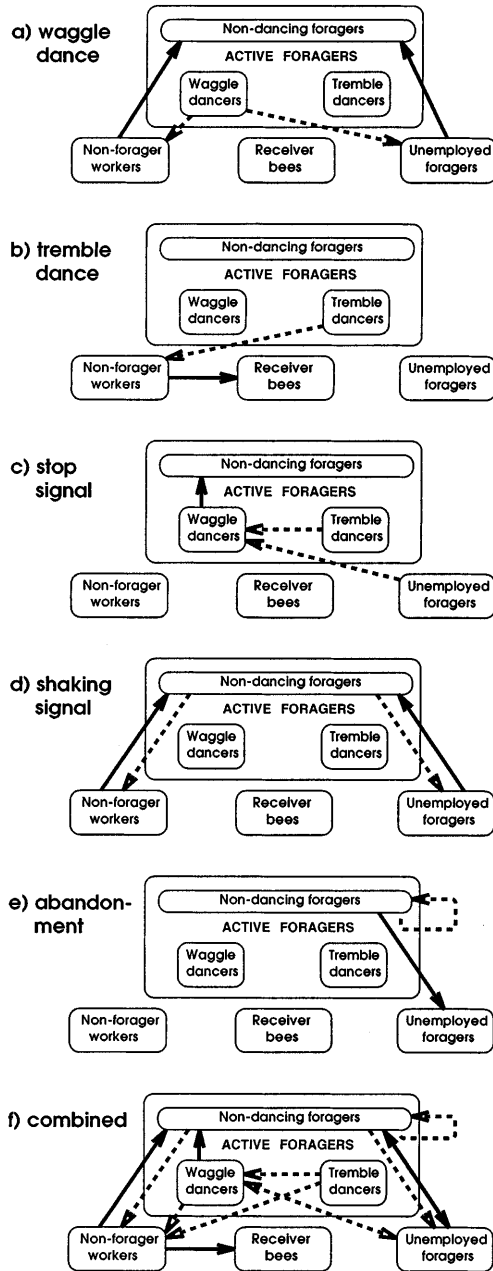 a) waggle
dance
Non-dancing foragers
ACTIVE FORAGERS
Waggle
dancers
Tremble
dancers
Non-forager
workers
Receiver
bees
Unemployed
foragers
b) tremble
dance
Non-dancing foragers
ACTIVE FORAGERS
Waggle
dancers
Tremble
dancers
Non-forager
workers
Receiver
bees
Unemployed
foragers
c) stop
signal
Non-dancing foragers
ACTIVE FORAGERS
Waggle
dancers
Tremble
dancers
Non-forager
workers
Receiver
bees
Unemployed
foragers
d) shaking
signal
Non-dancing foragers
ACTIVE FORAGERS
Waggle
dancers
Tremble
dancers
Non-forager
workers
Receiver
bees
Unemployed
foragers
e) abandon-
ment
Non-dancing foragers
ACTIVE FORAGERS
Waggle
dancers
Tremble
dancers
Non-forager
workers
Receiver
bees
Unemployed
foragers
f) combined
Non-dancing foragers
ACTIVE FORAGERS
Waggle
dancers
Tremble
dancers
Non-forager
workers
Receiver
bees
Unemployed
foragers